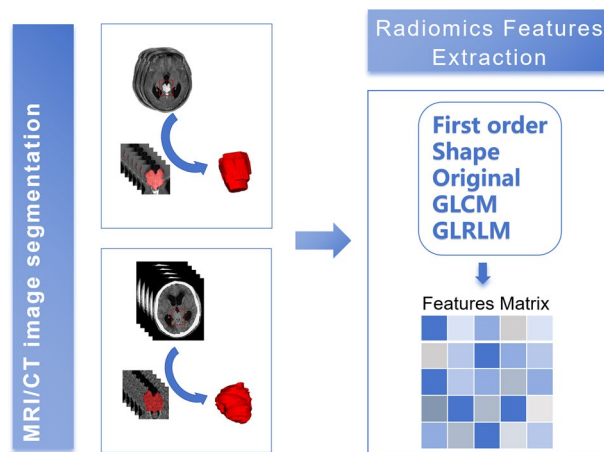 MRI/CT image segmentation
Radiomics Features
Extraction
First order
Shape
Original
GLCM
GLRLM
Features Matrix